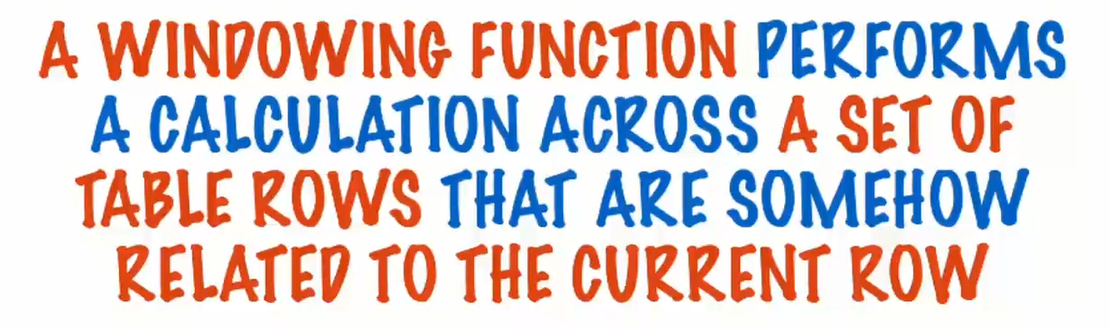 A WINDOWING FUNCTION PERFORMS
A CALCULATION ACROSS A SET OF
TABLE ROWS THAT ARE SOMEHOW
RELATED TO THE CURRENT ROW